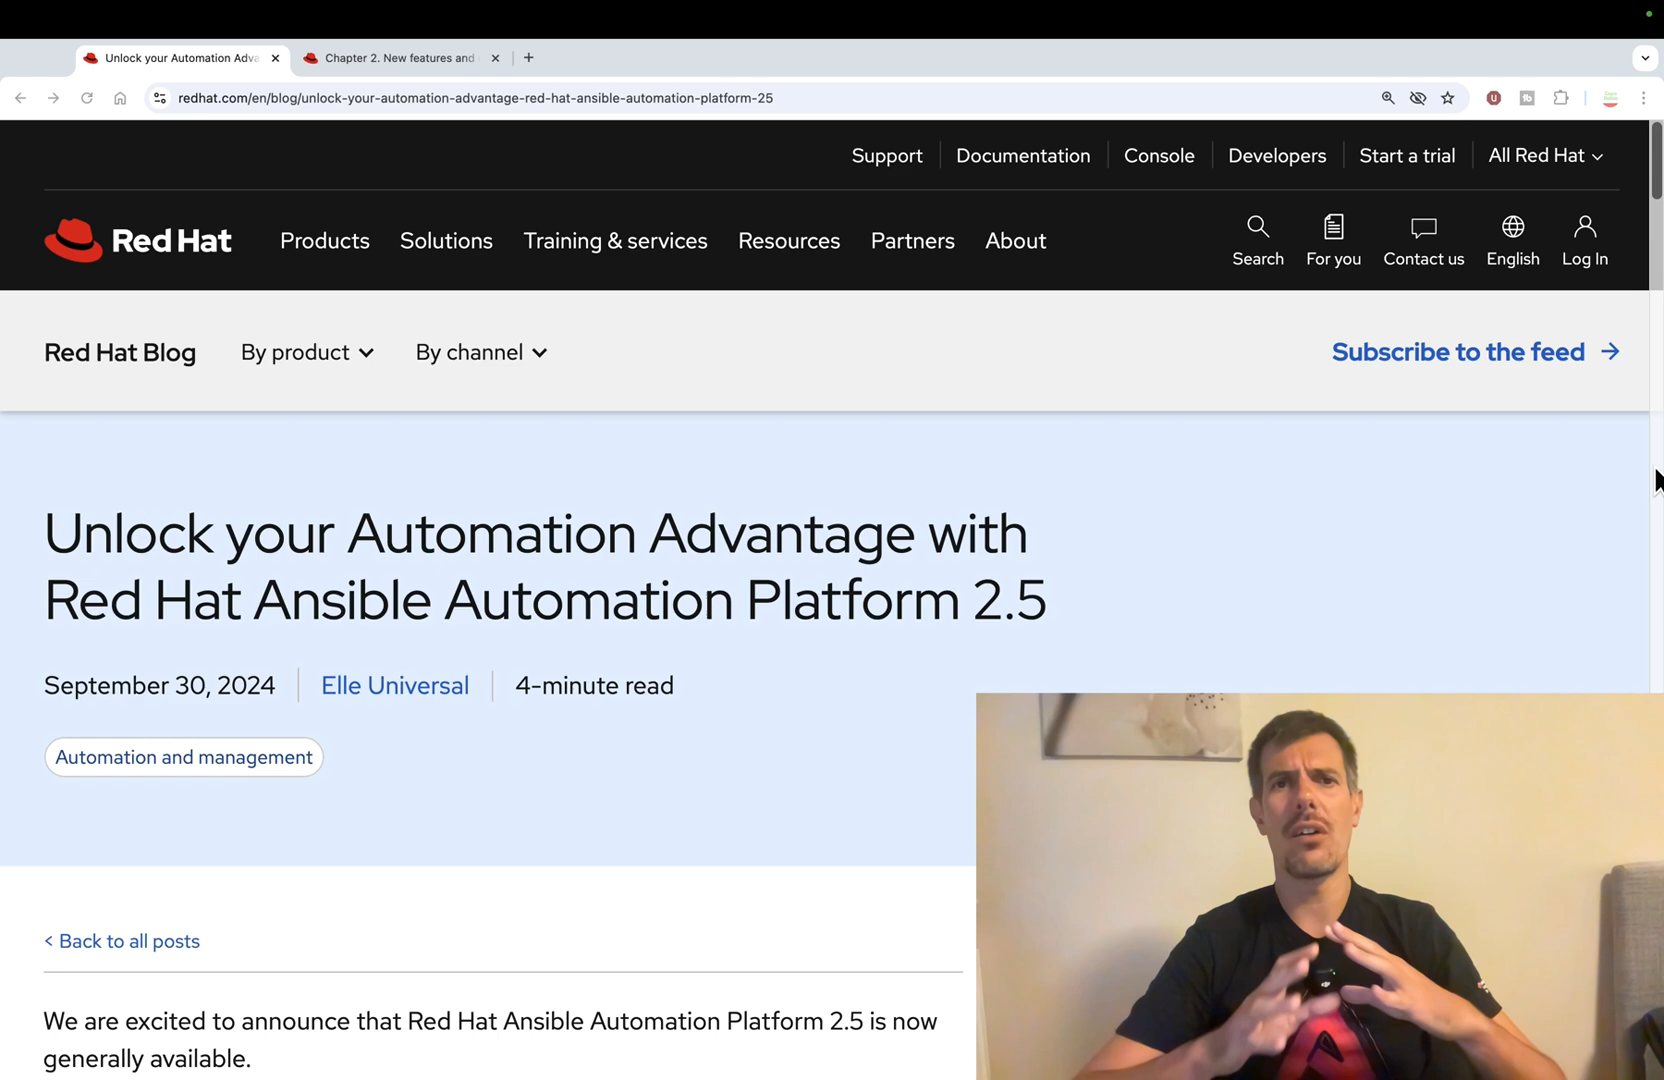 Unlock your Automation Adva
Chapter 2. New features and
redhat.com/en/blog/unlock-your-automation-advantage-red-hat-ansible-automation-platform-25
Support
Documentation
Console
Developers
Start a trial
All Red Hat
Red Hat
Products
Solutions
Training & services
Resources
Partners
About
Search
For you
Contact us
English
Log In
Red Hat Blog
By product
By channel
Subscribe to the feed
Unlock your Automation Advantage with
Red Hat Ansible Automation Platform 2.5
September 30, 2024
Elle Universal
4-minute read
Automation and management
< Back to all posts
We are excited to announce that Red Hat Ansible Automation Platform 2.5 is now
generally available.